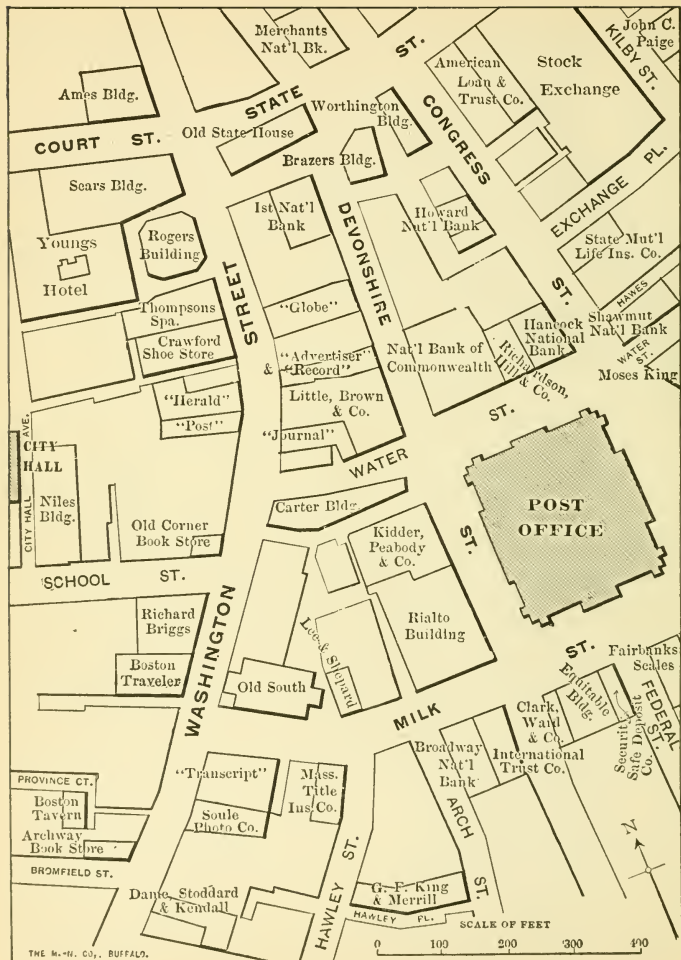 Merchants
Nat'l Bk.
ST.
John C.
Paige
KILBY ST.
American
Loan &
Trust Co.
Stock
Exchange
Ames Bldg.
STATE
Worthington
Bldg.
CONGRESS
COURT ST.
Old State House
Brazers Bldg.
EXCHANGE PL.
Sears Bldg.
1st Nat'l
Bank
DEVONSHIRE
Howard
Nat'l Bank
Youngs
Hotel
Rogers
Building
STREET
State Mut'l
Life Ins. Co.
HAWES
ST.
Thompsons
Spa.
"Globe"
Hancock
National
Bank
Shawmut
Nat'l Bank
Crawford
Shoe Store
"Advertiser"
& "Record"
Nat'l Bank of
Commonwealth
Richardson,
Hill & Co.
WATER
ST.
Moses King
"Herald"
Little, Brown
& Co.
ST.
"Post"
"Journal"
WATER
CITY HALL AVE.
CITY
HALL
Niles
Bldg.
Old Corner
Book Store
Carter Bldg.
POST
OFFICE
Kidder,
Peabody
& Co.
ST.
SCHOOL ST.
WASHINGTON
Richard
Briggs
Lee & Shepard
Rialto
Building
Boston
Traveler
Old South
ST.
Fairbanks
Scales
MILK
Equitable
Bldg.
FEDERAL
ST.
Clark,
Ward
& Co.
Security
Safe Deposit
Co.
Broadway
Nat'l
Bank
International
Trust Co.
"Transcript"
Mass.
Title
Ins. Co.
PROVINCE CT.
Boston
Tavern
Soule
Photo Co.
ARCH
ST.
Archway
Book Store
N
BROMFIELD ST.
HAWLEY ST.
Dame, Stoddard
& Kendall
G. F. King
& Merrill
HAWLEY PL.
SCALE OF FEET
0 100 200 300 400
THE M.-N. CO., BUFFALO.